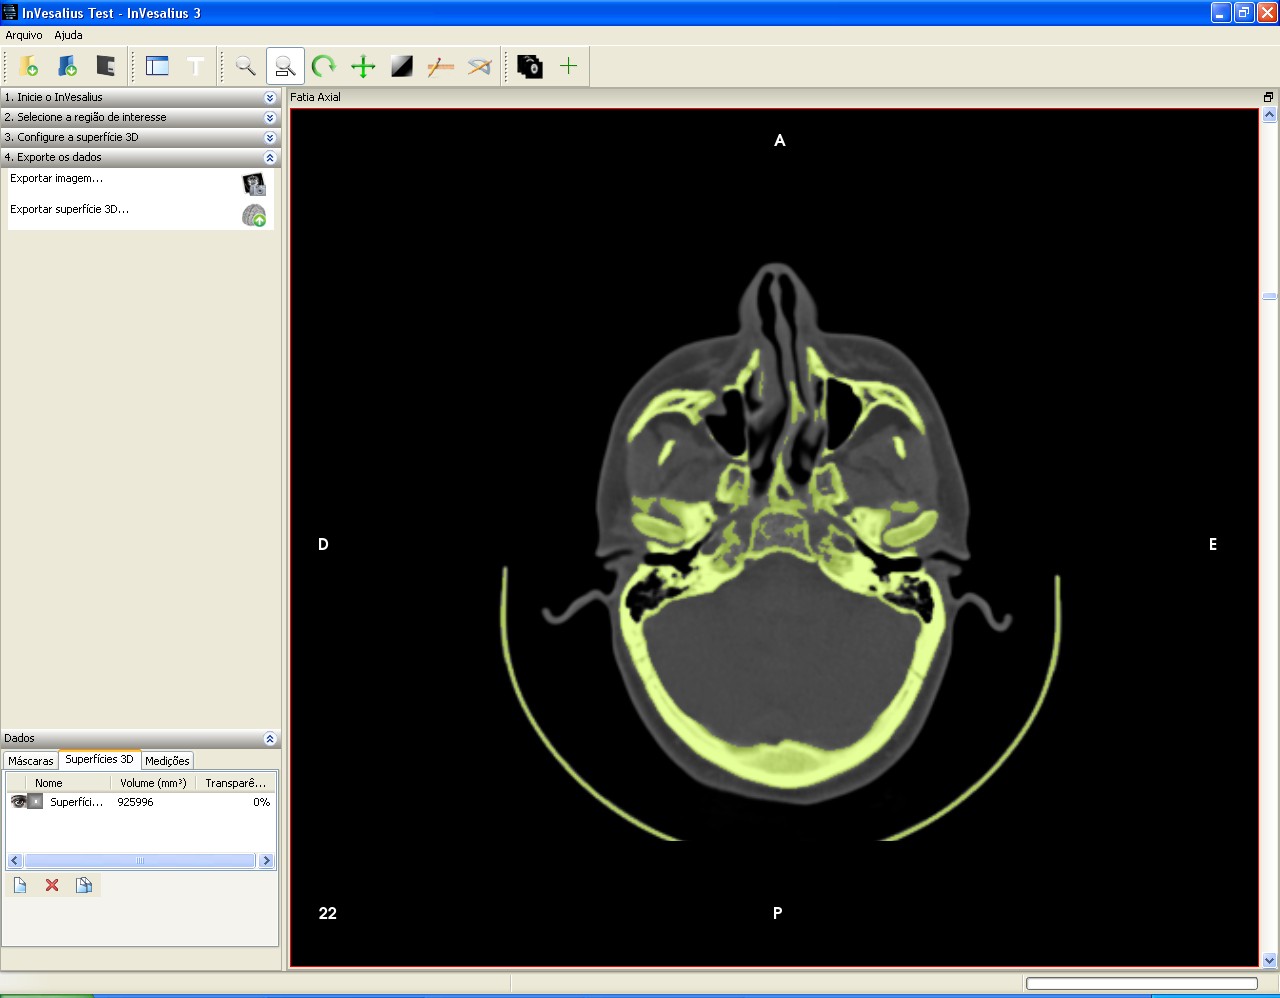 InVesalius Test - InVesalius 3
Arquivo Ajuda
1. Inicie o InVesalius
2. Selecione a região de interesse
3. Configure a superfície 3D
4. Exporte os dados
Exportar imagem...
Exportar superfície 3D...
Dados
Máscaras Superfícies 3D Medições
Nome Volume (mm³) Transparê...
Superfíci... 925996 0%
Fatia Axial
A
D E
22 P